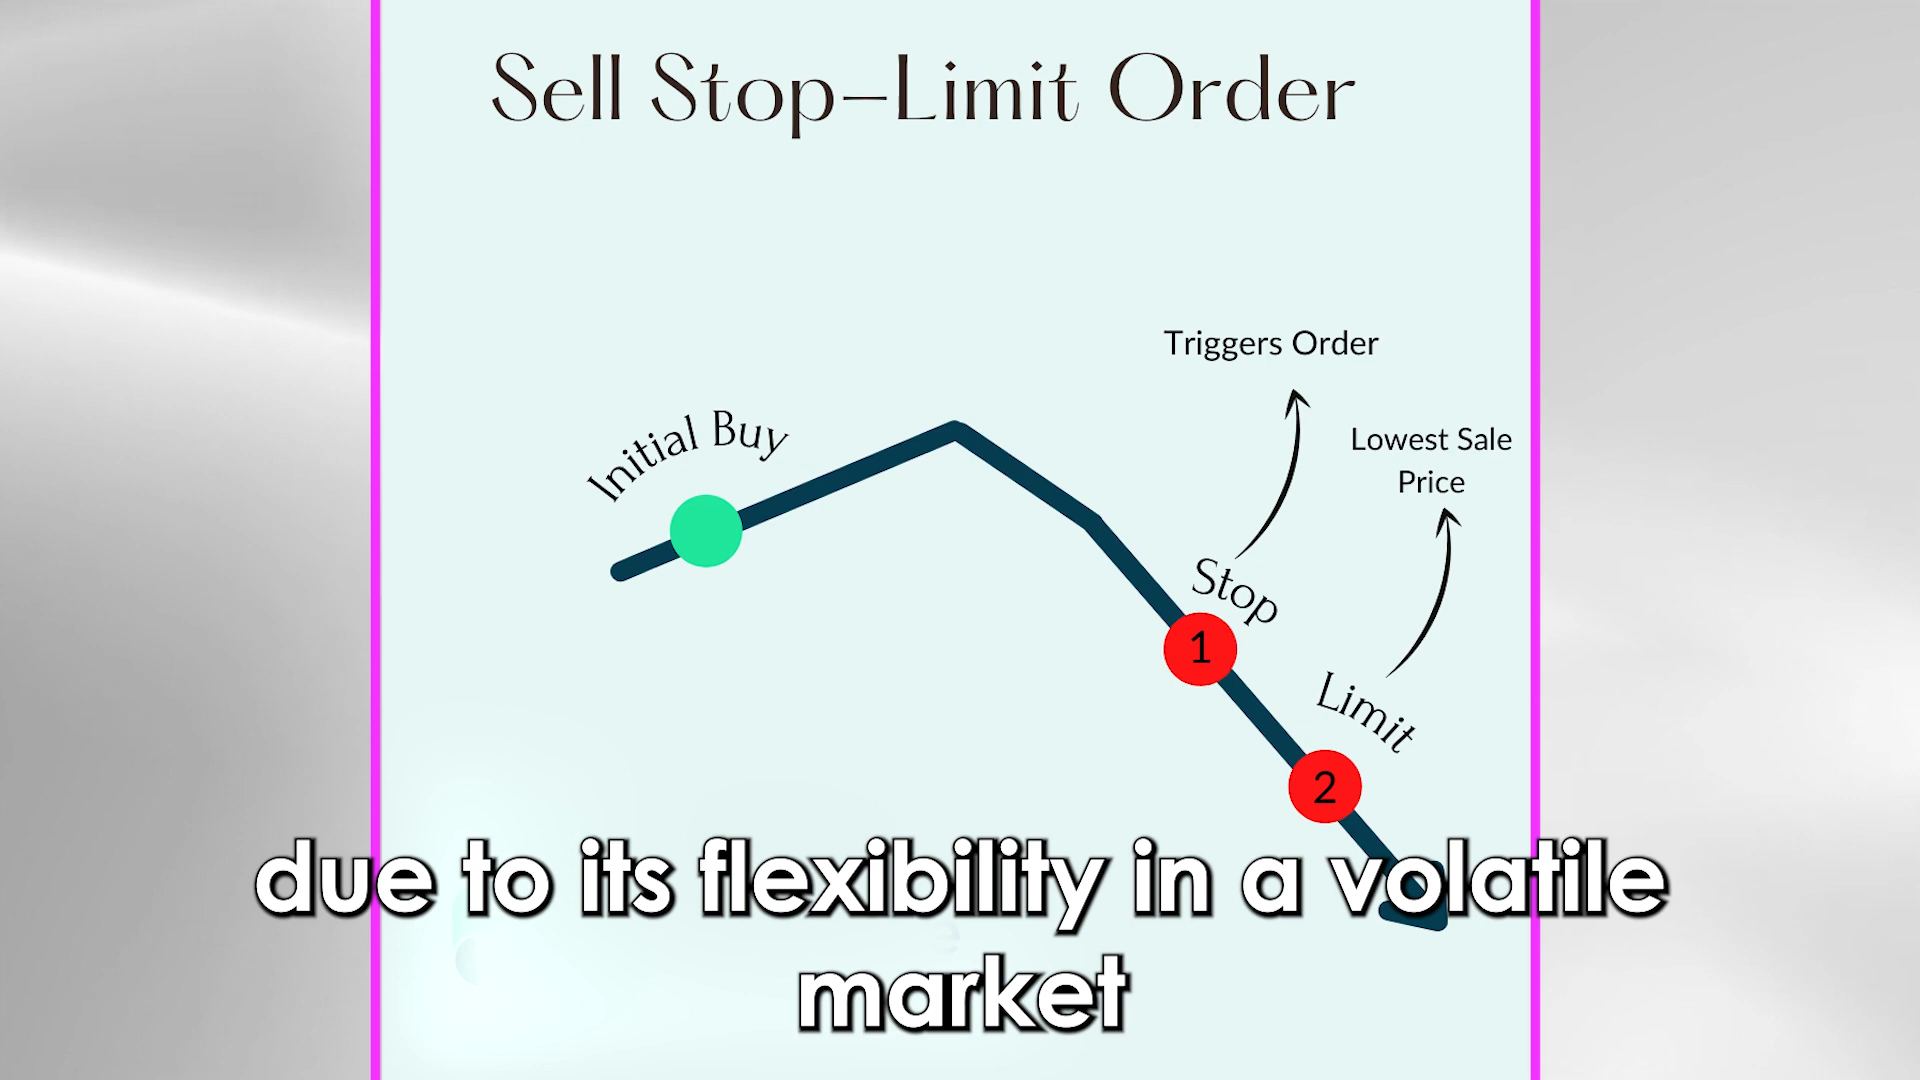 Sell Stop-Limit Order
Triggers Order
Initial Buy
Lowest Sale
Price
Stop
1
Limit
2
due to its flexibility in a volatile
market